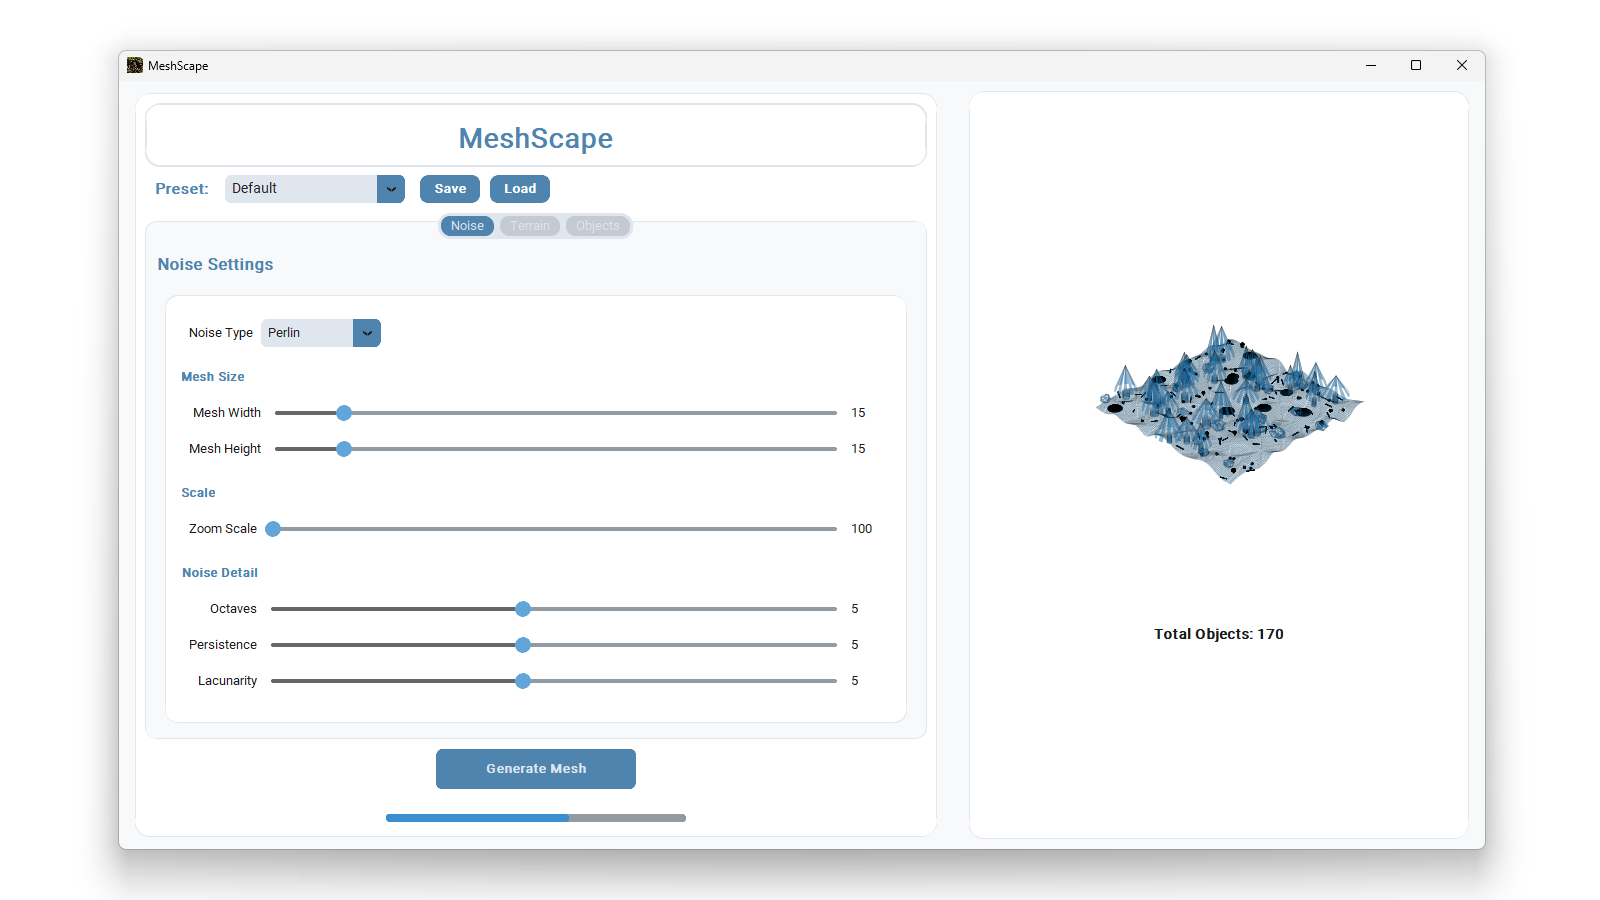 MeshScape
MeshScape
Preset: Default Save Load
Noise Terrain Objects
Noise Settings
Noise Type Perlin
Mesh Size
Mesh Width 15
Mesh Height 15
Scale
Zoom Scale 100
Noise Detail
Octaves 5
Persistence 5
Lacunarity 5
Generate Mesh
Total Objects: 170